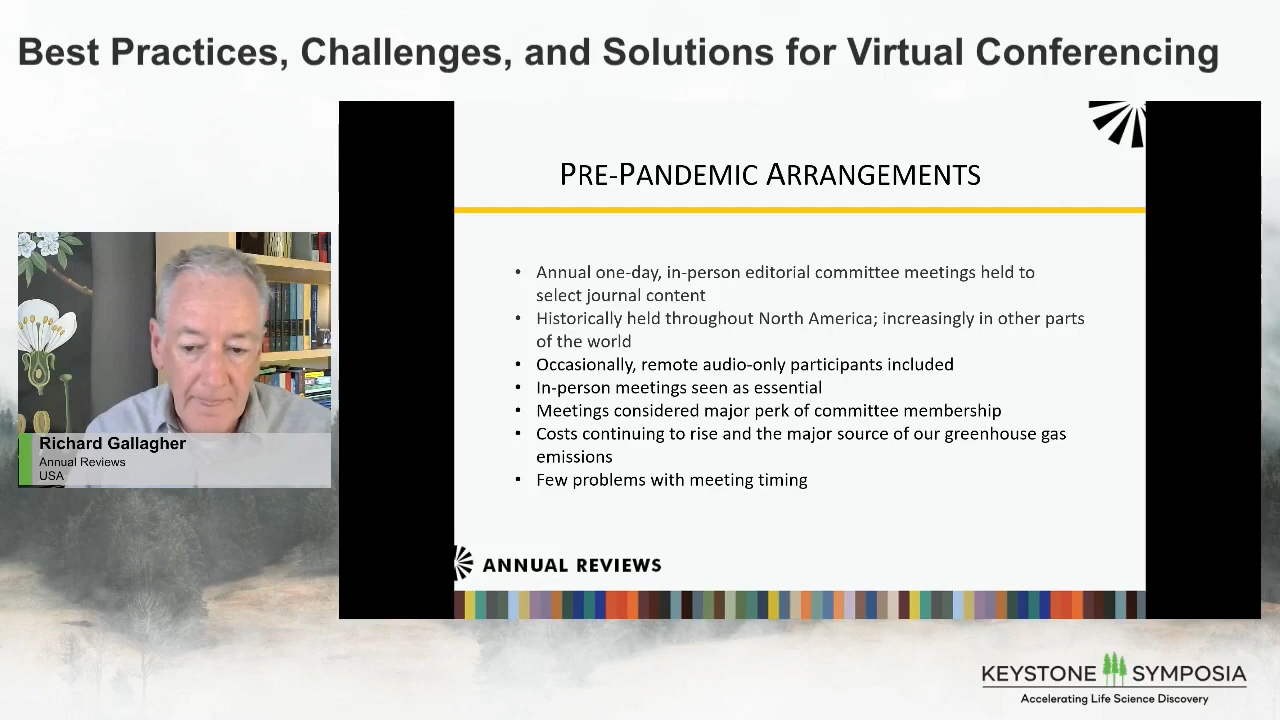 Best Practices, Challenges, and Solutions for Virtual Conferencing
PRE-PANDEMIC ARRANGEMENTS
• Annual one-day, in-person editorial committee meetings held to
select journal content
• Historically held throughout North America; increasingly in other parts
of the world
• Occasionally, remote audio-only participants included
• In-person meetings seen as essential
• Meetings considered major perk of committee membership
• Costs continuing to rise and the major source of our greenhouse gas
emissions
• Few problems with meeting timing
ANNUAL REVIEWS
Richard Gallagher
Annual Reviews
USA
KEYSTONE SYMPOSIA
Accelerating Life Science Discovery